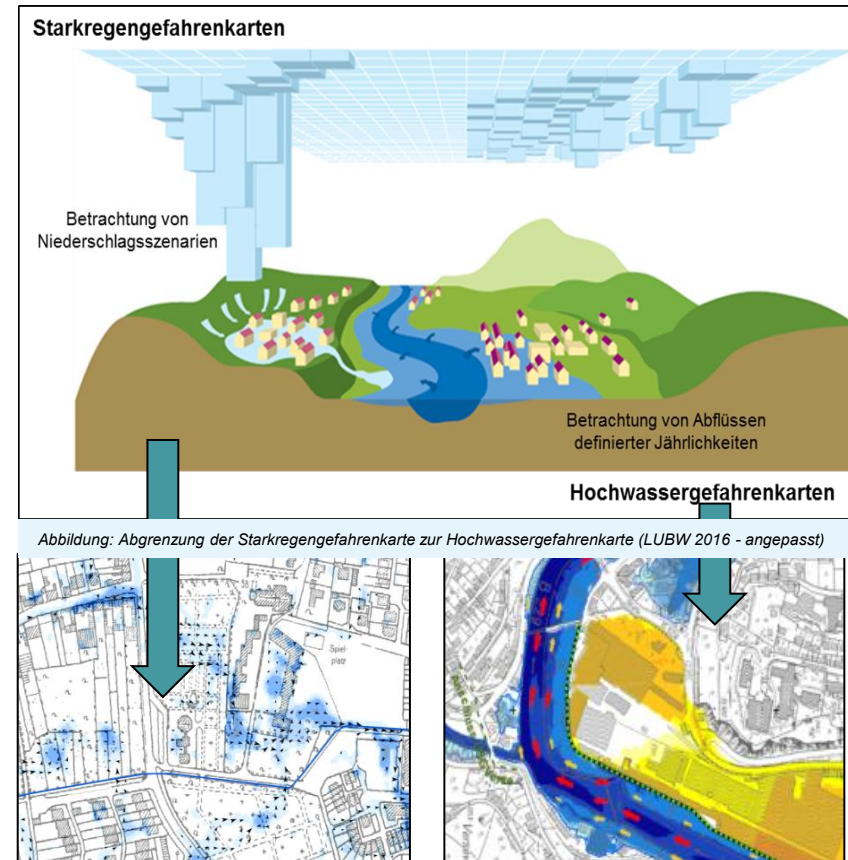 Starkregengefahrenkarten
Betrachtung von
Niederschlagsszenarien
Betrachtung von Abflüssen
definierter Jährlichkeiten
Hochwassergefahrenkarten
Abbildung: Abgrenzung der Starkregengefahrenkarte zur Hochwassergefahrenkarte (LUBW 2016 - angepasst)
Spiel-
platz